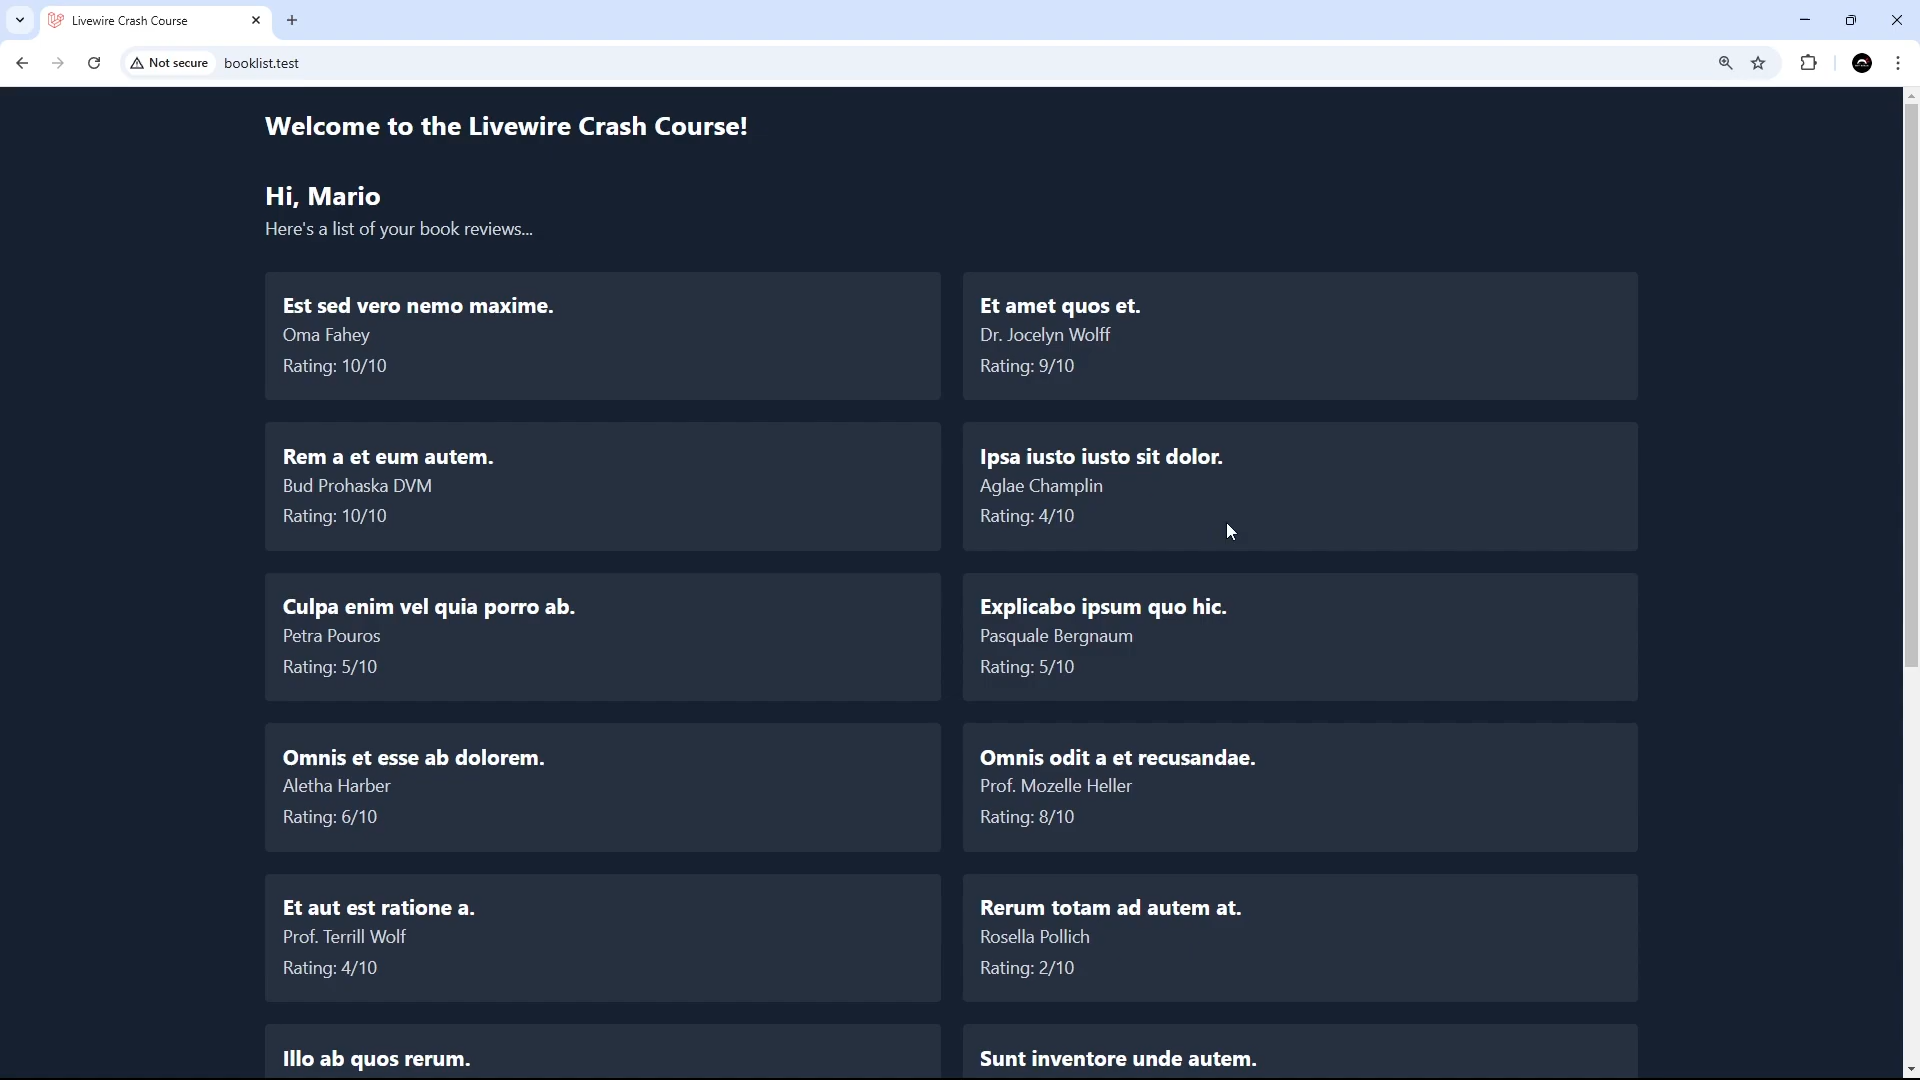 Livewire Crash Course
Not secure
booklist.test
Welcome to the Livewire Crash Course!
Hi, Mario
Here's a list of your book reviews...
Est sed vero nemo maxime.
Oma Fahey
Rating: 10/10
Et amet quos et.
Dr. Jocelyn Wolff
Rating: 9/10
Rem a et eum autem.
Bud Prohaska DVM
Rating: 10/10
Ipsa iusto iusto sit dolor.
Aglae Champlin
Rating: 4/10
Culpa enim vel quia porro ab.
Petra Pouros
Rating: 5/10
Explicabo ipsum quo hic.
Pasquale Bergnaum
Rating: 5/10
Omnis et esse ab dolorem.
Aletha Harber
Rating: 6/10
Omnis odit a et recusandae.
Prof. Mozelle Heller
Rating: 8/10
Et aut est ratione a.
Prof. Terrill Wolf
Rating: 4/10
Rerum totam ad autem at.
Rosella Pollich
Rating: 2/10
Illo ab quos rerum.
Sunt inventore unde autem.